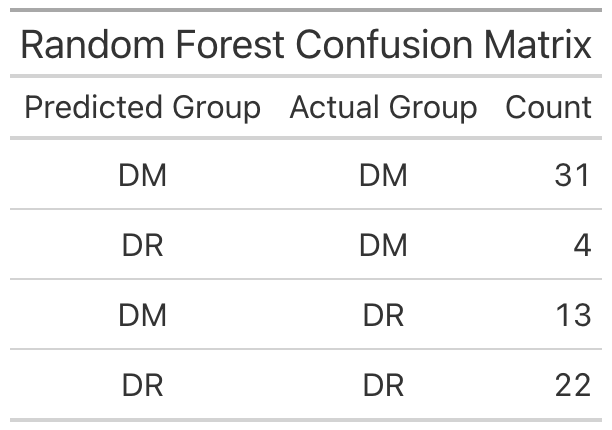 Random Forest Confusion Matrix
Predicted Group Actual Group Count
DM DM 31
DR DM 4
DM DR 13
DR DR 22